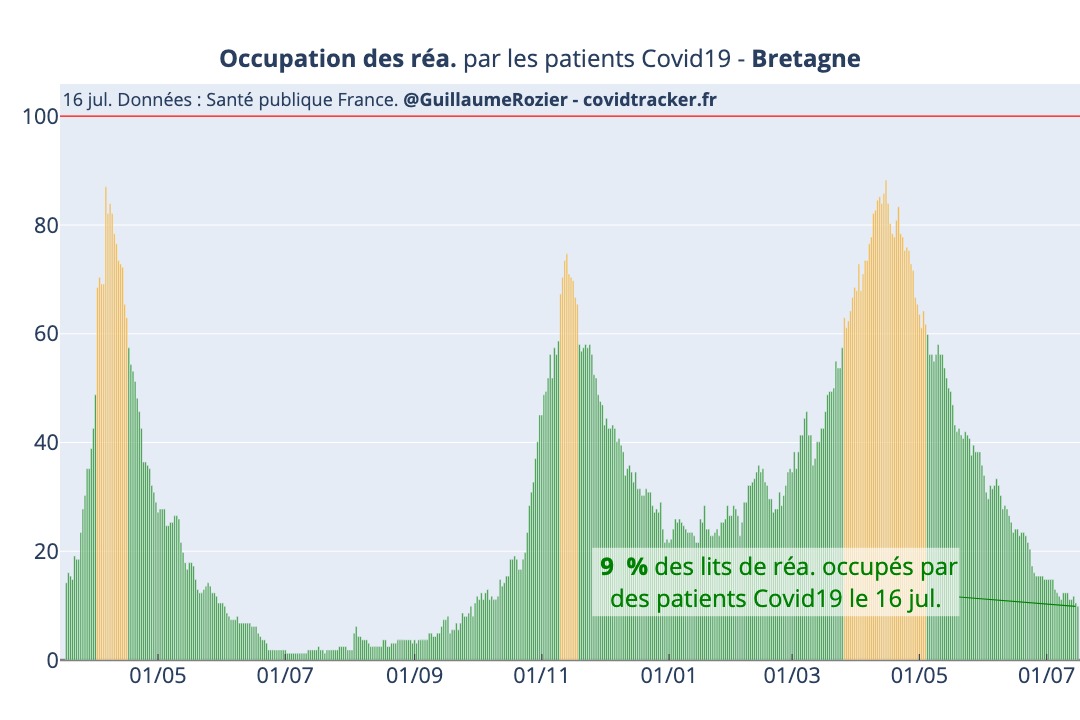 Occupation des réa. par les patients Covid19 - Bretagne
16 jul. Données : Santé publique France. @GuillaumeRozier - covidtracker.fr
100
80
60
40
20
0
9 % des lits de réa. occupés par
des patients Covid19 le 16 jul.
01/05 01/07 01/09 01/11 01/01 01/03 01/05 01/07